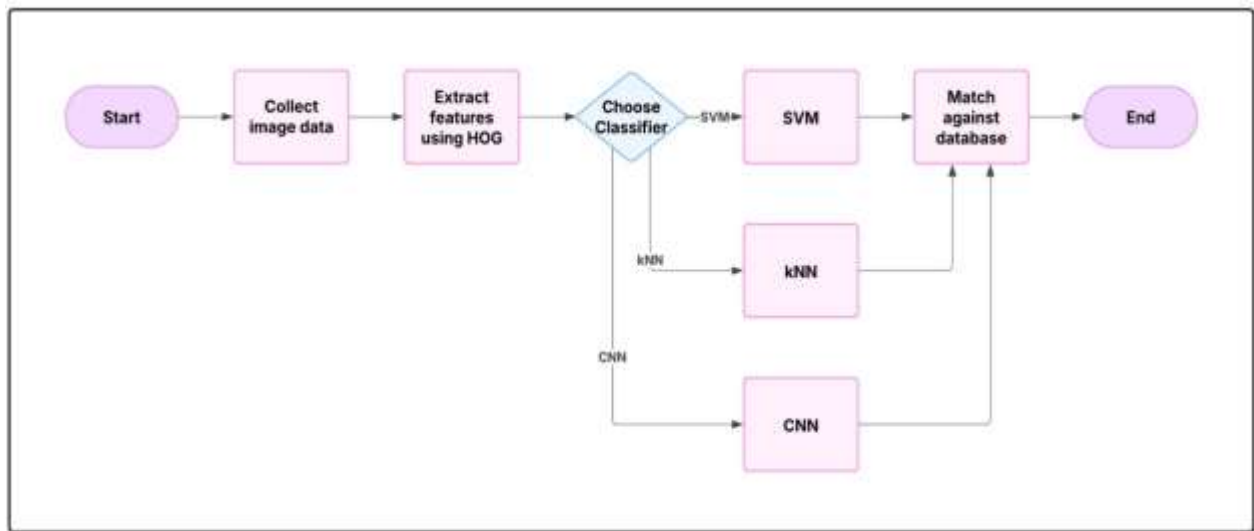 Start
Collect
image data
Extract
features
using HOG
Choose
Classifier
SVM
SVM
Match
against
database
End
kNN
kNN
CNN
CNN